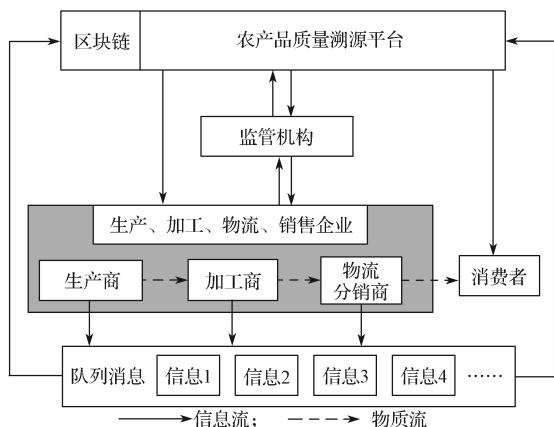 区块链 农产品质量溯源平台
监管机构
生产、加工、物流、销售企业
生产商 加工商 物流
分销商 消费者
队列消息 信息1 信息2 信息3 信息4 ……
信息流； 物质流